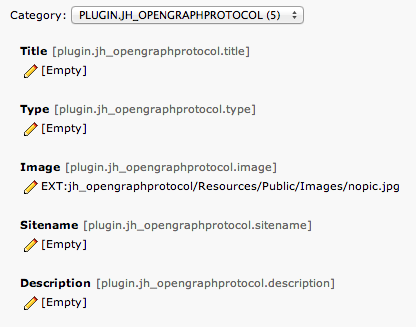 Category: PLUGIN.JH_OPENGRAPHPROTOCOL (5)
Title [plugin.jh_opengraphprotocol.title]
[Empty]
Type [plugin.jh_opengraphprotocol.type]
[Empty]
Image [plugin.jh_opengraphprotocol.image]
EXT:jh_opengraphprotocol/Resources/Public/Images/nopic.jpg
Sitename [plugin.jh_opengraphprotocol.sitename]
[Empty]
Description [plugin.jh_opengraphprotocol.description]
[Empty]